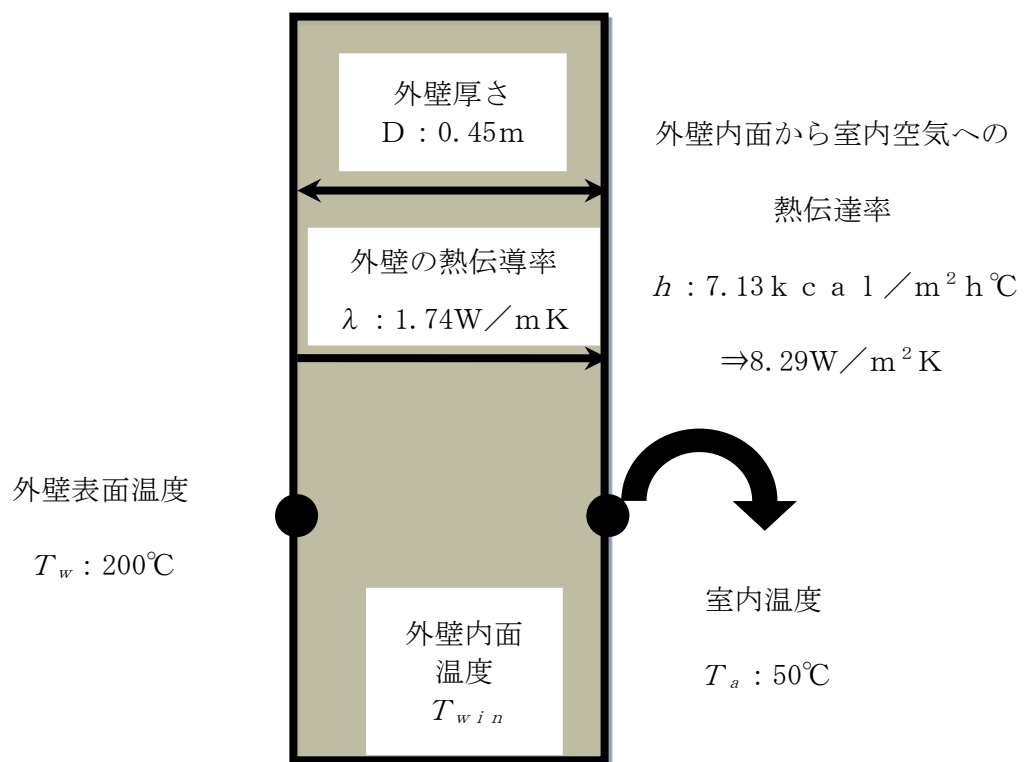 外壁厚さ
D：0.45m
外壁の熱伝導率
λ：1.74W／mK
外壁内面から室内空気への
熱伝達率
h：7.13kcal／m²h℃
⇒8.29W／m²K
外壁表面温度
Tw：200℃
外壁内面
温度
Twin
室内温度
Ta：50℃